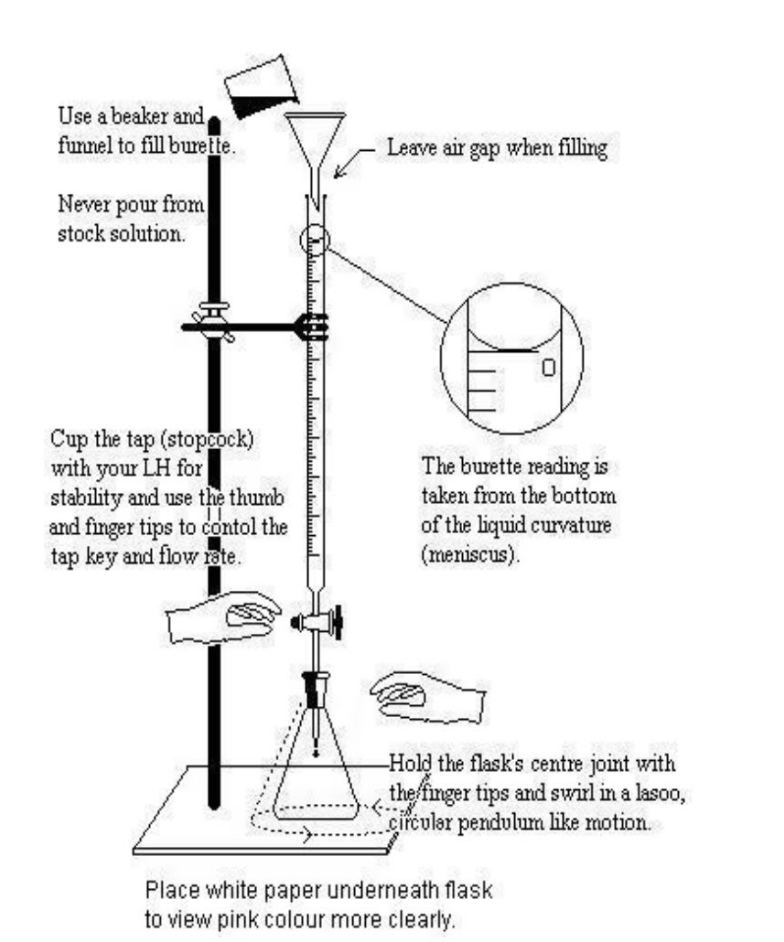 Use a beaker and
funnel to fill burette.
Leave air gap when filling
Never pour from
stock solution.
0
Cup the tap (stopcock)
with your LH for
stability and use the thumb
and finger tips to contol the
tap key and flow rate.
The burette reading is
taken from the bottom
of the liquid curvature
(meniscus).
Hold the flask's centre joint with
the finger tips and swirl in a lasoo,
circular pendulum like motion.
Place white paper underneath flask
to view pink colour more clearly.